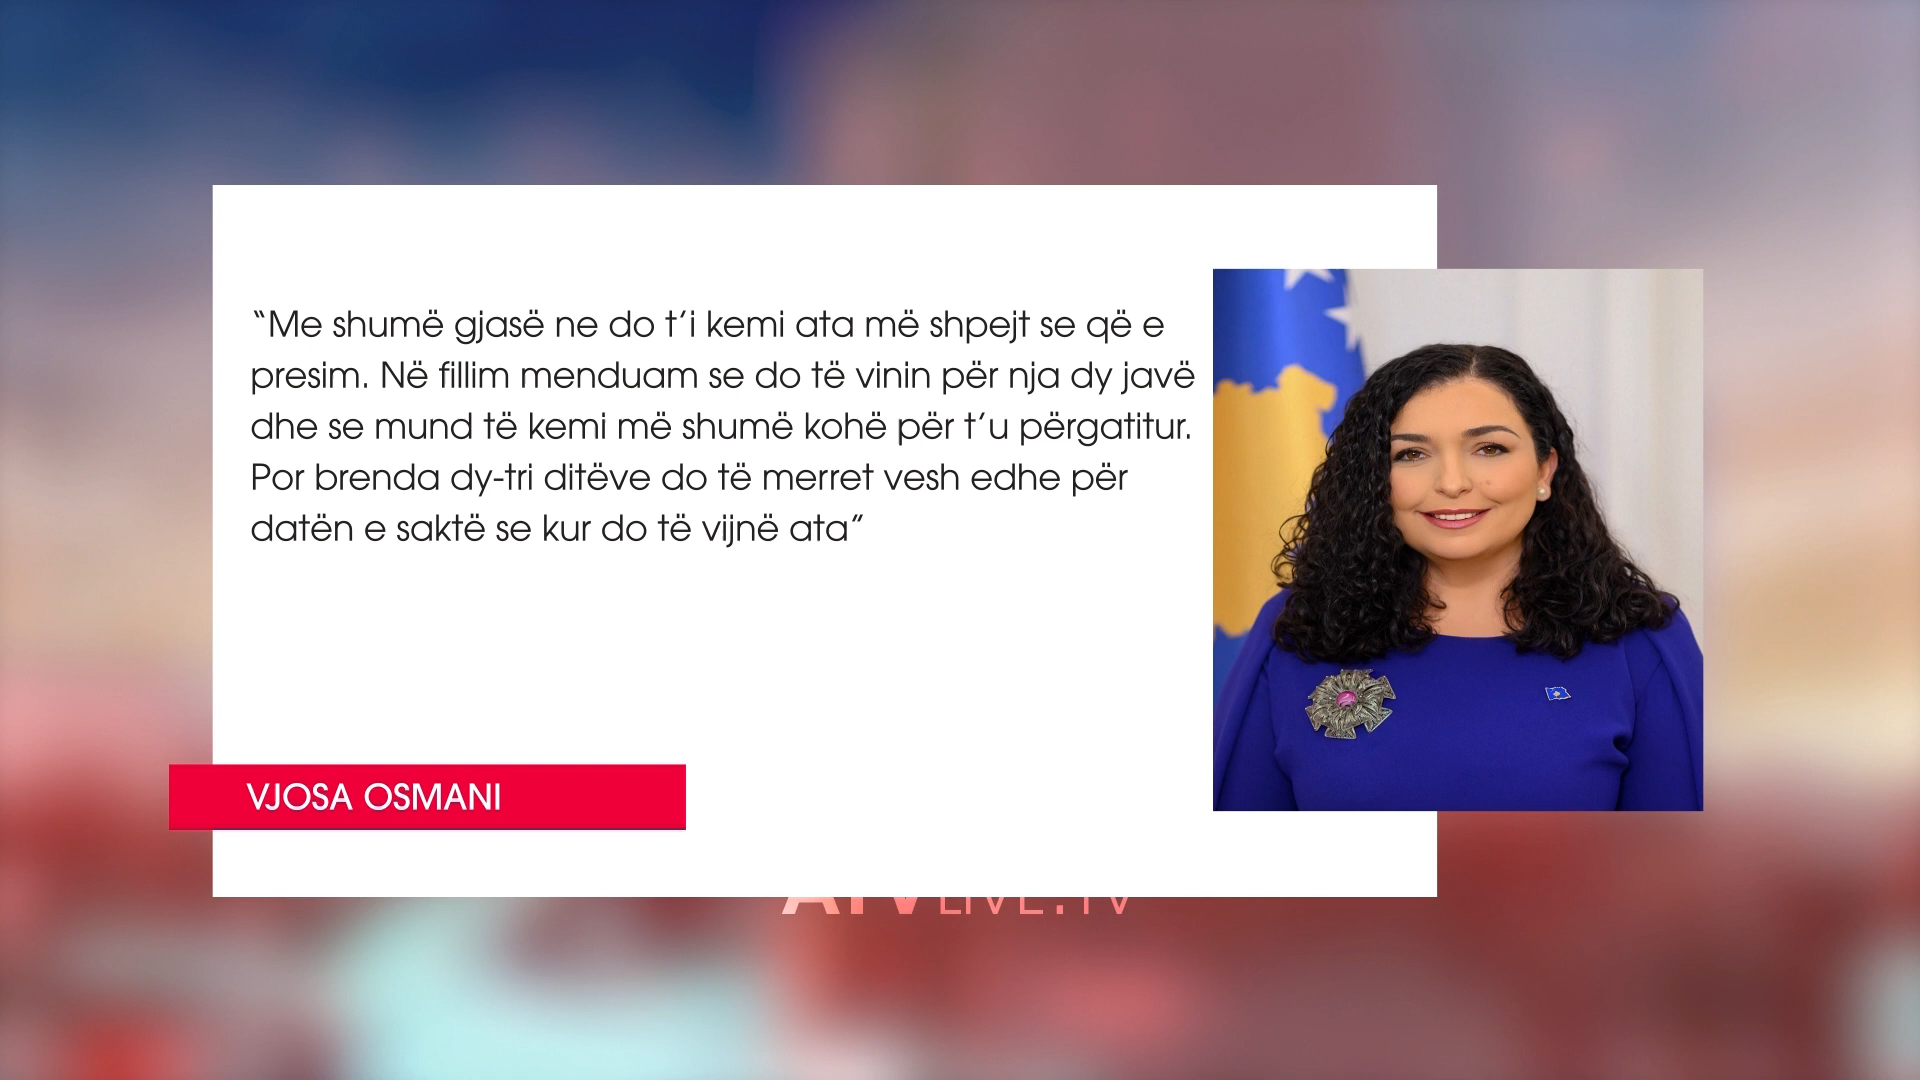 “Me shumë gjasë ne do t’i kemi ata më shpejt se që e
presim. Në fillim menduam se do të vinin për nja dy javë
dhe se mund të kemi më shumë kohë për t’u përgatitur.
Por brenda dy-tri ditëve do të merret vesh edhe për
datën e saktë se kur do të vijnë ata”
VJOSA OSMANI
LIVE.TV